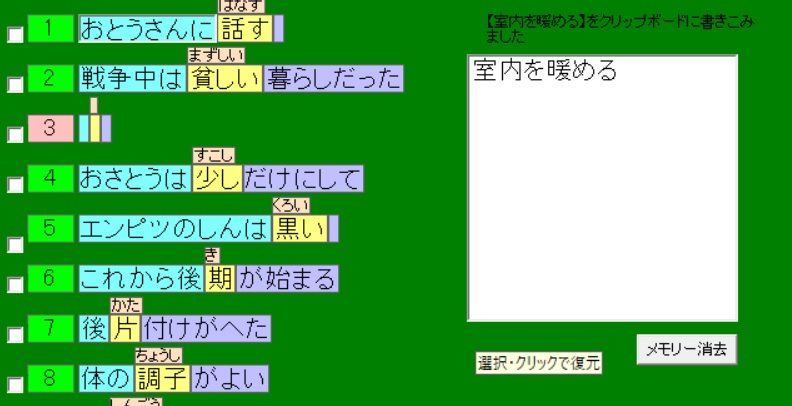 はなす
1 おとうさんに話す
まずしい
2 戦争中は貧しい暮らしだった
3
すこし
4 おさとうは少しだけにして
くろい
5 エンピツのしんは黒い
き
6 これから後期が始まる
かた
7 後片付けがへた
ちょうし
8 体の調子がよい
しんごう
【室内を暖める】をクリップボードに書きこみ
ました
室内を暖める
選択・クリックで復元
メモリー消去